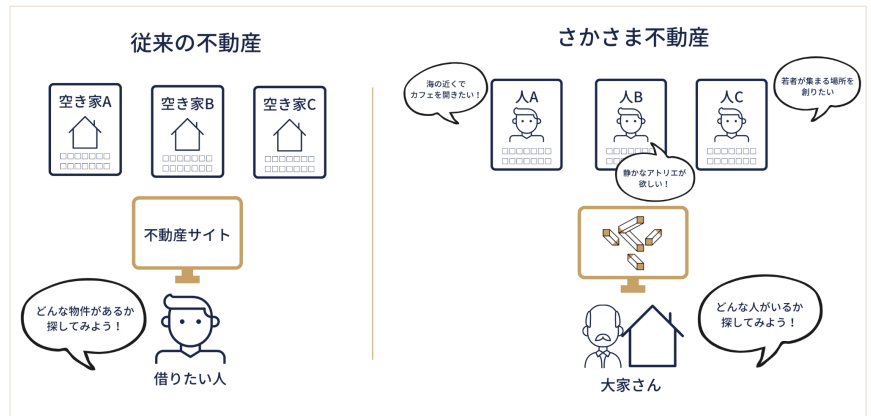 従来の不動産
空き家A
空き家B
空き家C
不動産サイト
どんな物件があるか
探してみよう！
借りたい人
さかさま不動産
海の近くで
カフェを開きたい！
人A
人B
人C
若者が集まる場所を
創りたい
静かなアトリエが
欲しい！
どんな人がいるか
探してみよう！
大家さん